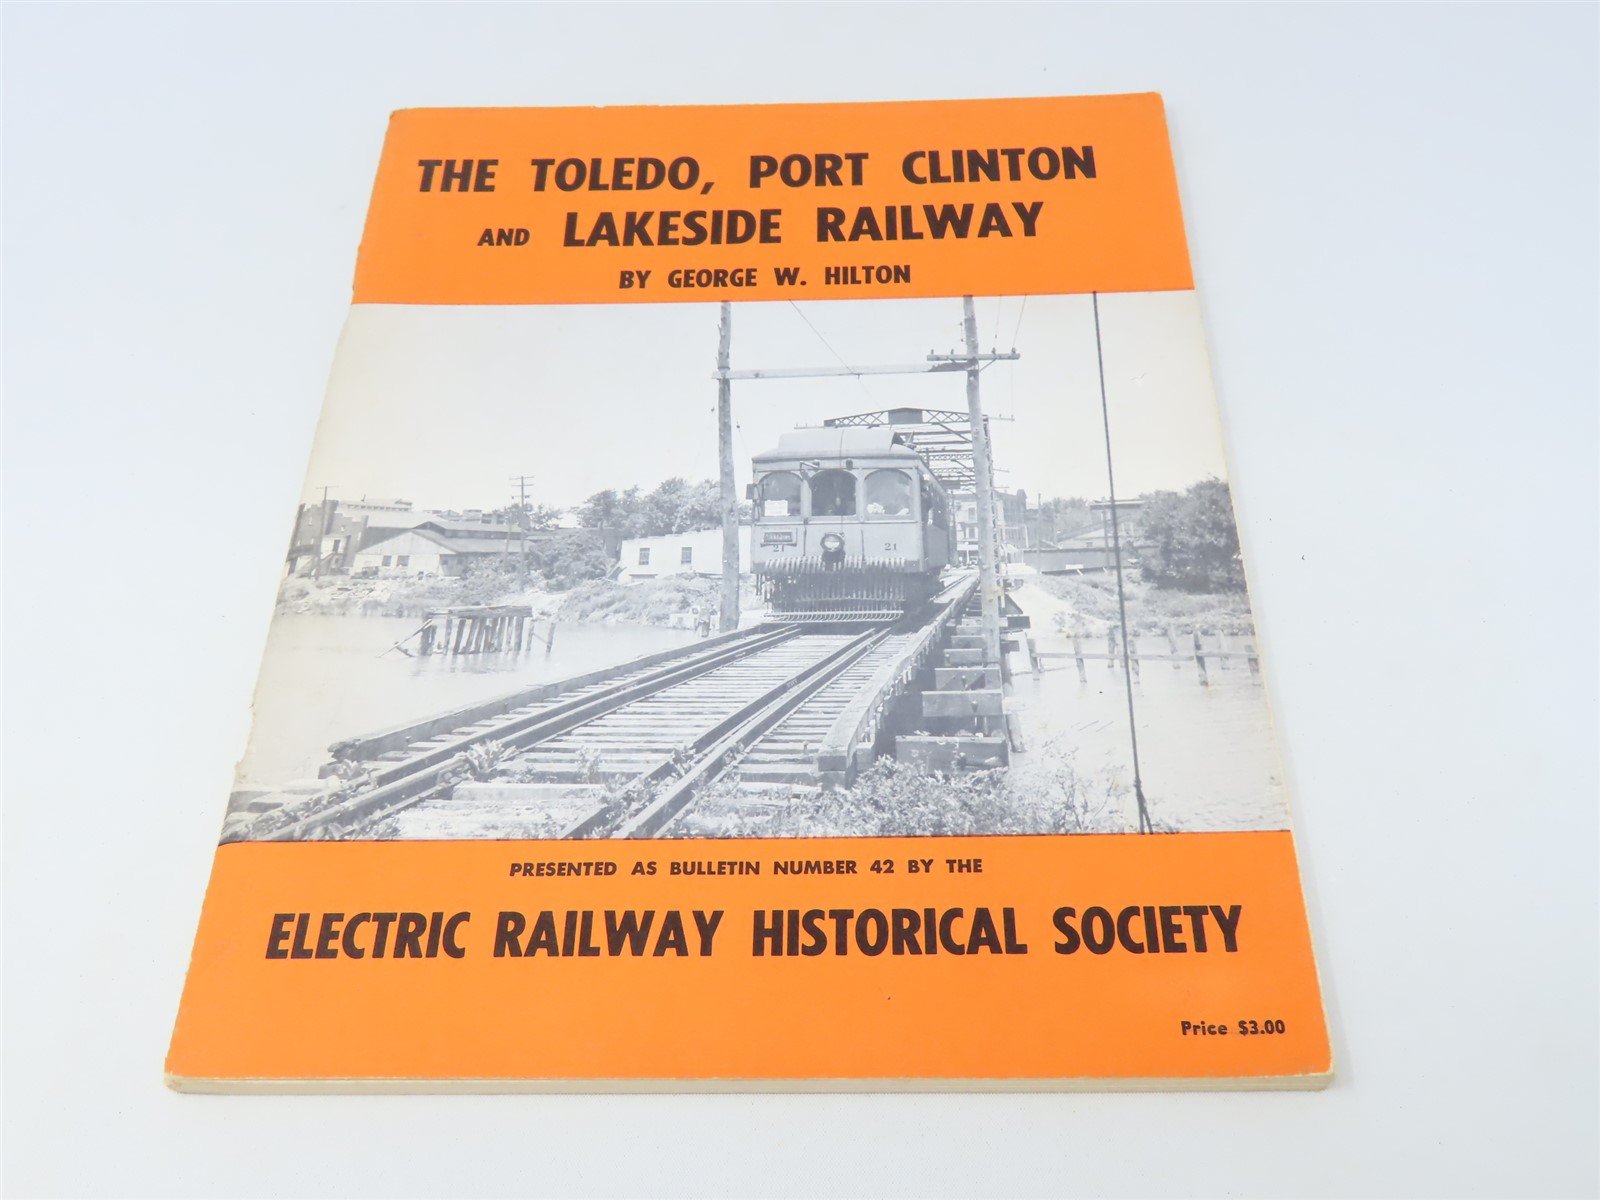 THE TOLEDO, PORT CLINTON
AND LAKESIDE RAILWAY
BY GEORGE W. HILTON
21 21
PRESENTED AS BULLETIN NUMBER 42 BY THE
ELECTRIC RAILWAY HISTORICAL SOCIETY
Price $3.00